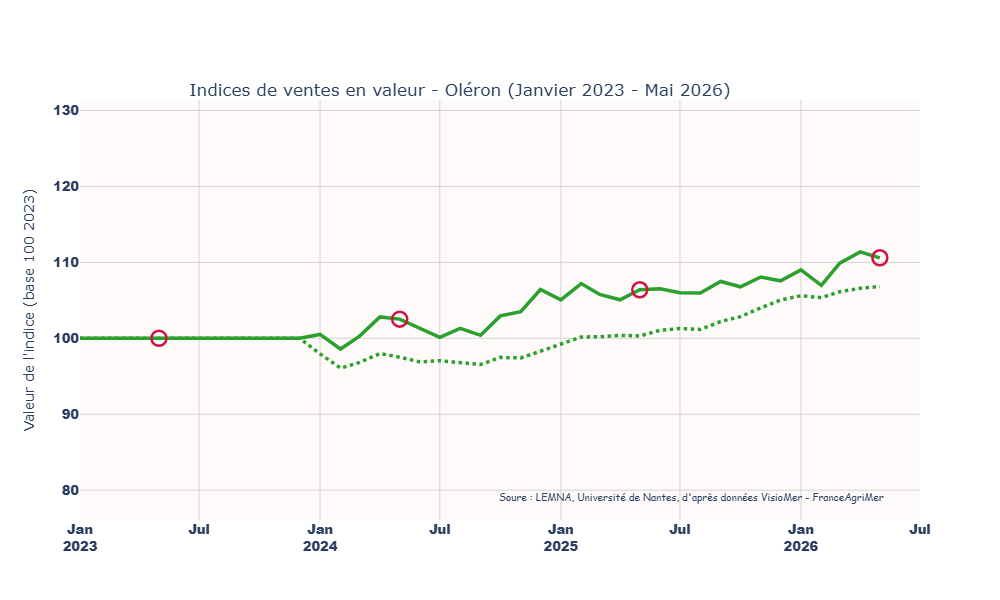 Indices de ventes en valeur - Oléron (Janvier 2023 - Mai 2026)
Valeur de l'indice (base 100 2023)
130
120
110
100
90
80
Soure : LEMNA, Université de Nantes, d'après données VisioMer - FranceAgriMer
Jan Jul Jan Jul Jan Jul Jan Jul
2023 2024 2025 2026